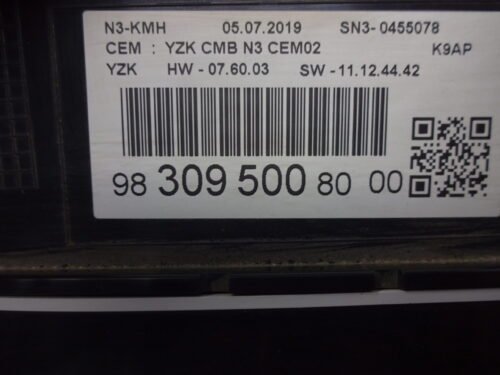 N3-KMH 05.07.2019 SN3- 0455078
CEM : YZK CMB N3 CEM02 K9AP
YZK HW - 07.60.03 SW - 11.12.44.42
98 309 500 80 00